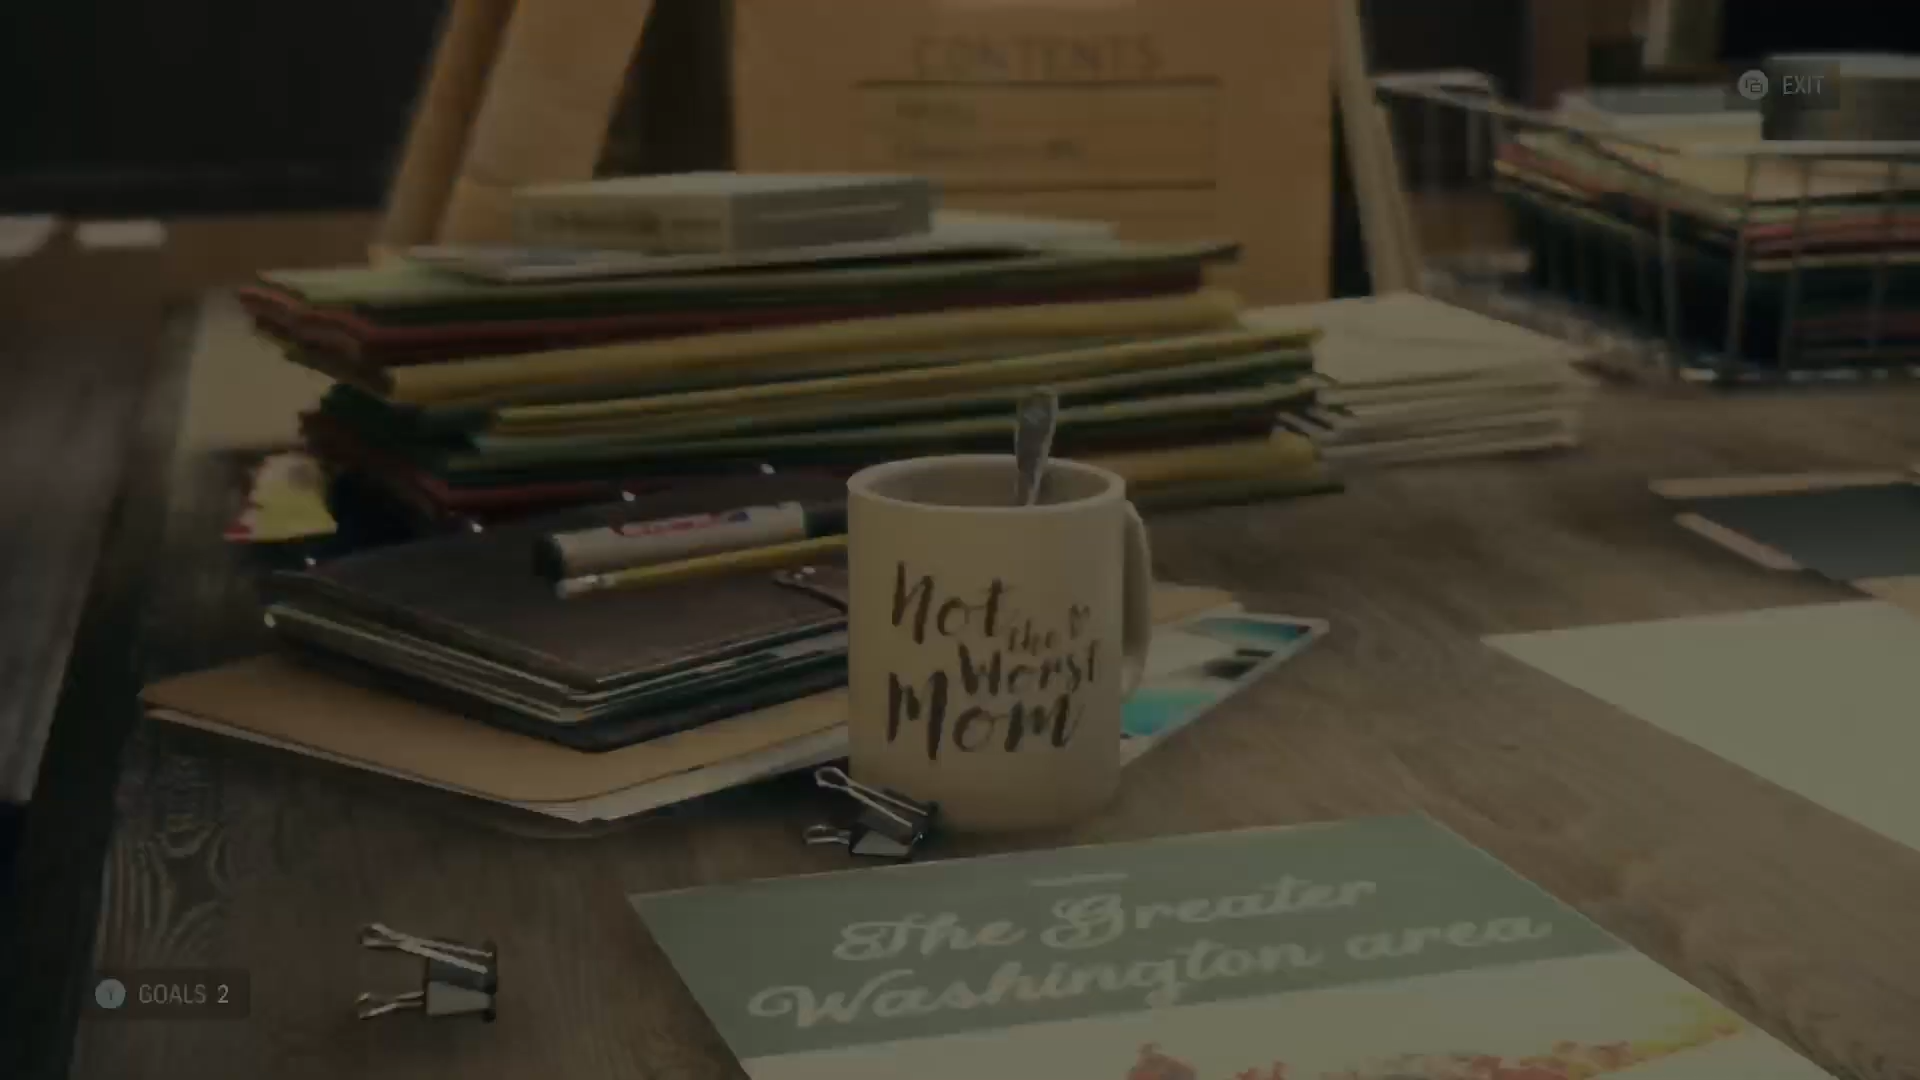 CONTENTS
EXIT
Not the
Worst
Mom
The Greater
Washington area
GOALS 2